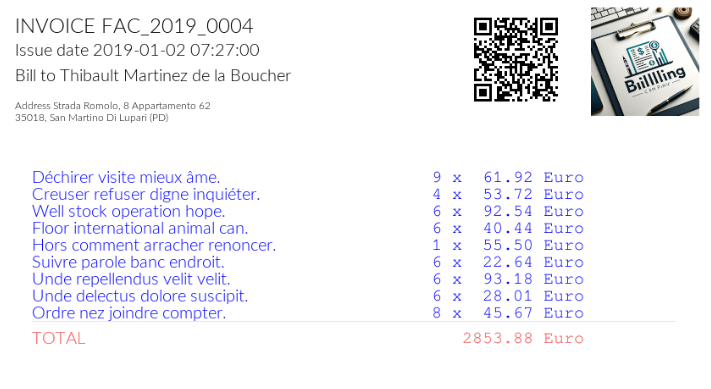 INVOICE FAC_2019_0004
Issue date 2019-01-02 07:27:00
Bill to Thibault Martinez de la Boucher
Address Strada Romolo, 8 Appartamento 62
35018, San Martino Di Lupari (PD)
Billlling
Déchirer visite mieux âme. 9 x 61.92 Euro
Creuser refuser digne inquiéter. 4 x 53.72 Euro
Well stock operation hope. 6 x 92.54 Euro
Floor international animal can. 6 x 40.44 Euro
Hors comment arracher renoncer. 1 x 55.50 Euro
Suivre parole banc endroit. 6 x 22.64 Euro
Unde repellendus velit velit. 6 x 93.18 Euro
Unde delectus dolore suscipit. 6 x 28.01 Euro
Ordre nez joindre compter. 8 x 45.67 Euro
TOTAL 2853.88 Euro